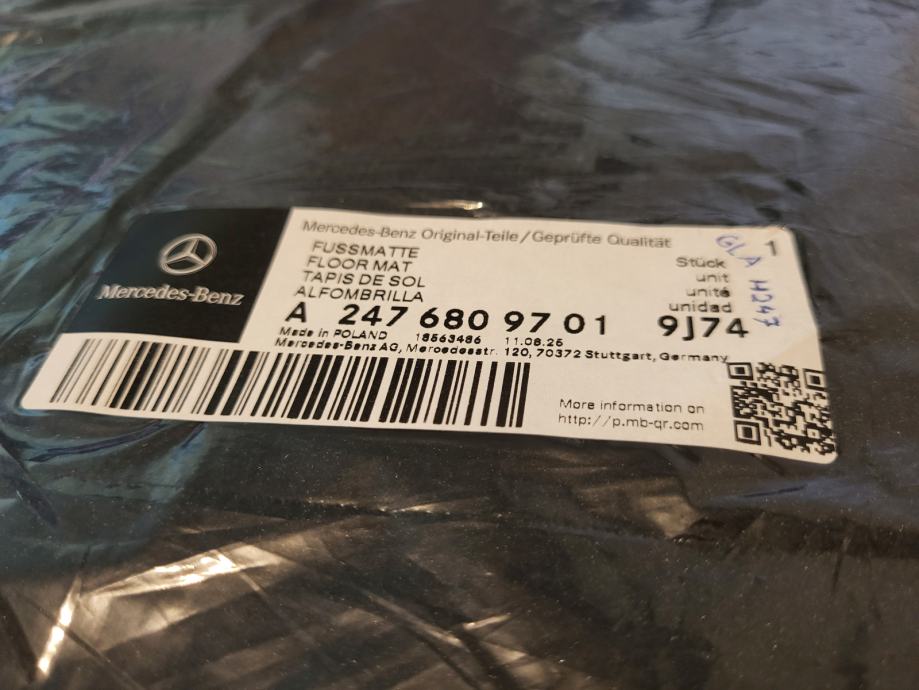 Mercedes-Benz
Mercedes-Benz Original-Teile/Geprüfte Qualität
FUSSMATTE
FLOOR MAT
TAPIS DE SOL
ALFOMBRILLA
1
Stück
unit
unité
unidad
GLA H247
A 247 680 97 01 9J74
Made in POLAND 18563486 11.08.25
Mercedes-Benz AG, Mercedesstr. 120, 70372 Stuttgart, Germany
More information on
http://p.mb-qr.com